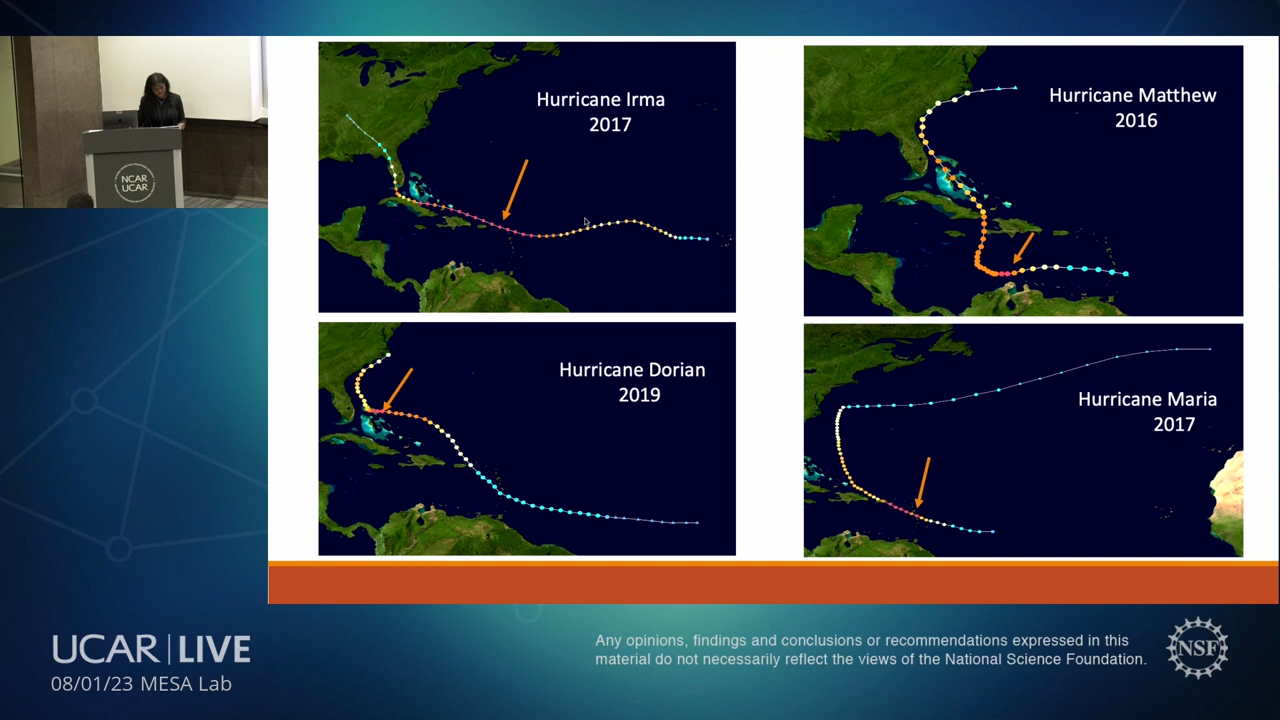 NCAR
UCAR
Hurricane Irma
2017
Hurricane Matthew
2016
Hurricane Dorian
2019
Hurricane Maria
2017
UCAR | LIVE
08/01/23 MESA Lab
Any opinions, findings and conclusions or recommendations expressed in this
material do not necessarily reflect the views of the National Science Foundation.
NSF